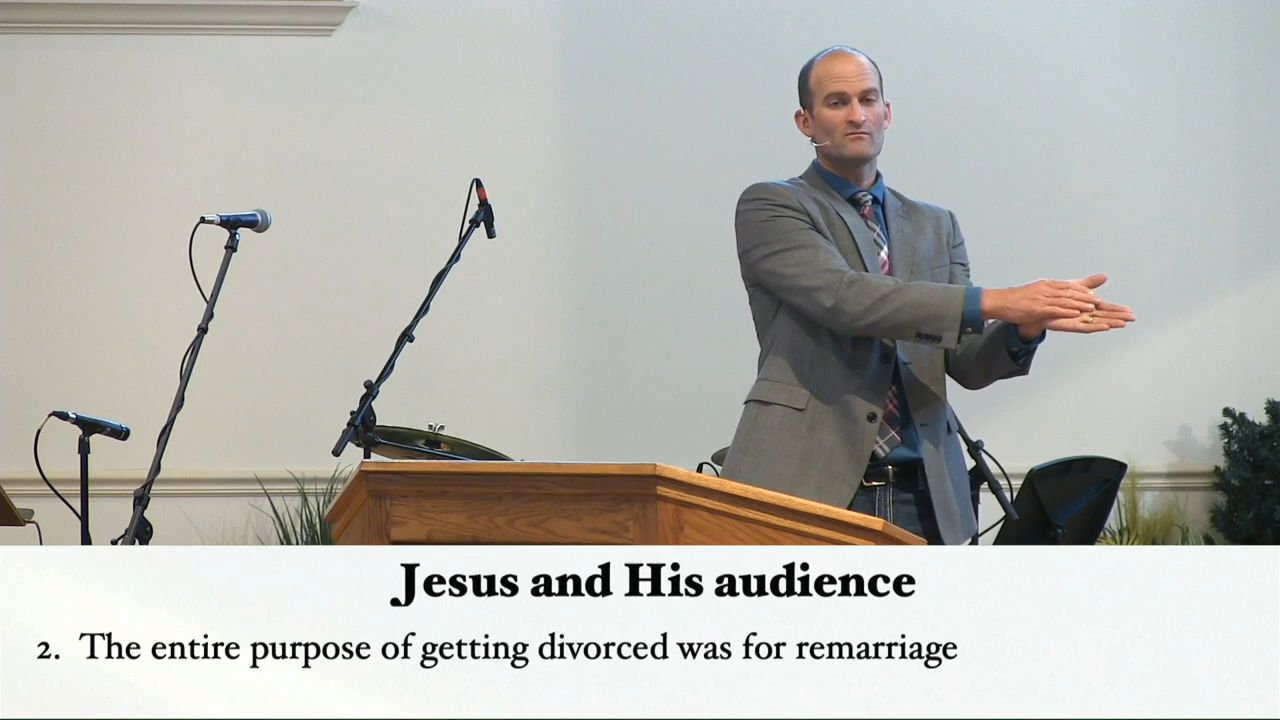 Jesus and His audience
2. The entire purpose of getting divorced was for remarriage